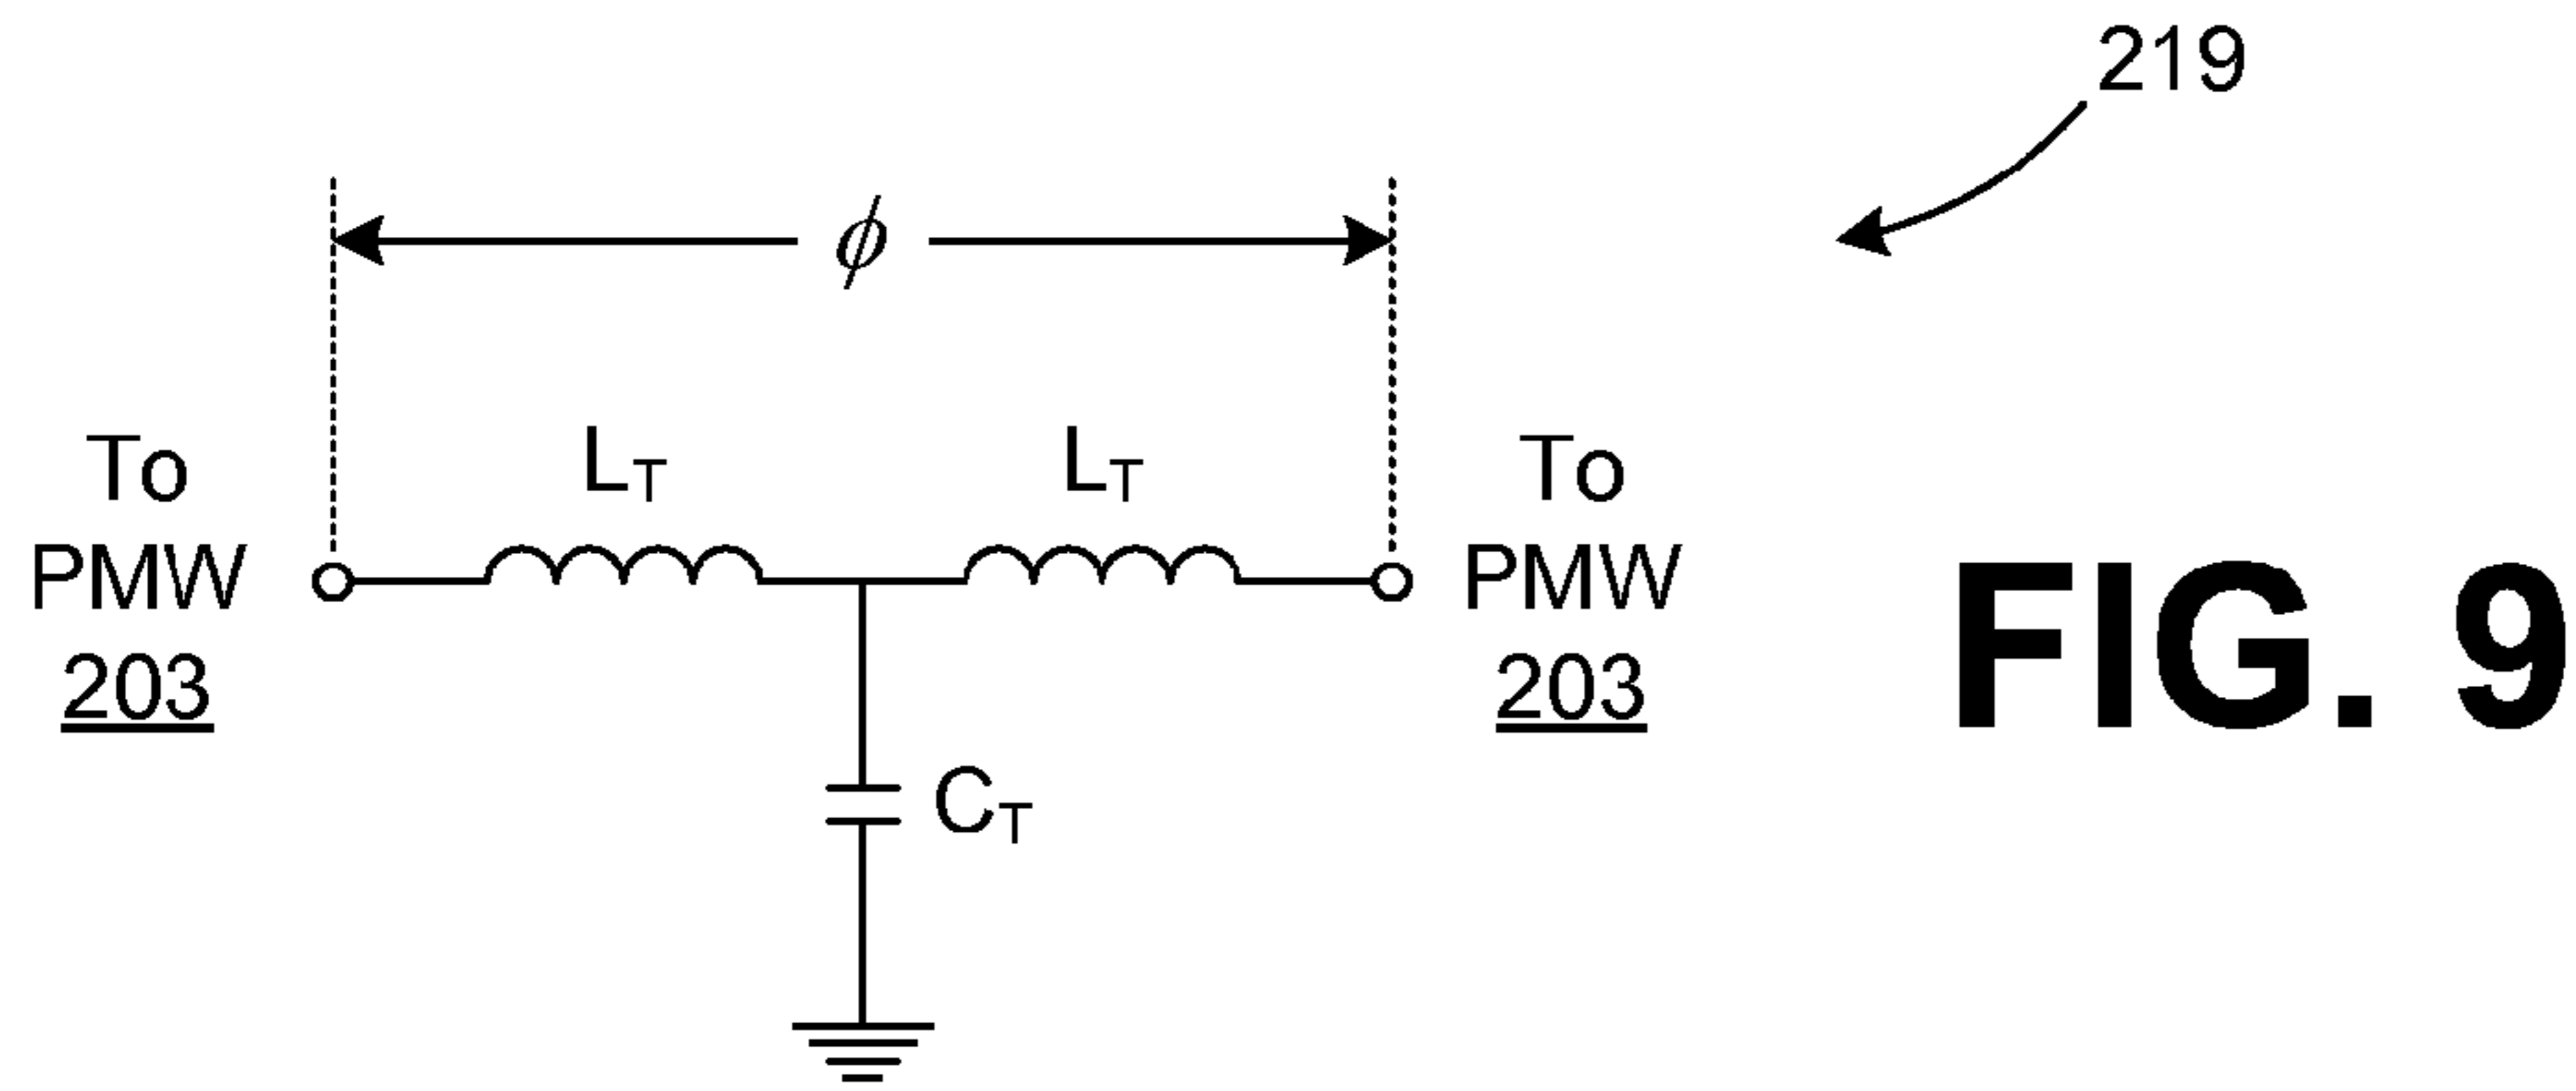 219
ϕ
L_T
L_T
To
PMW
203
To
PMW
203
C_T
FIG. 9